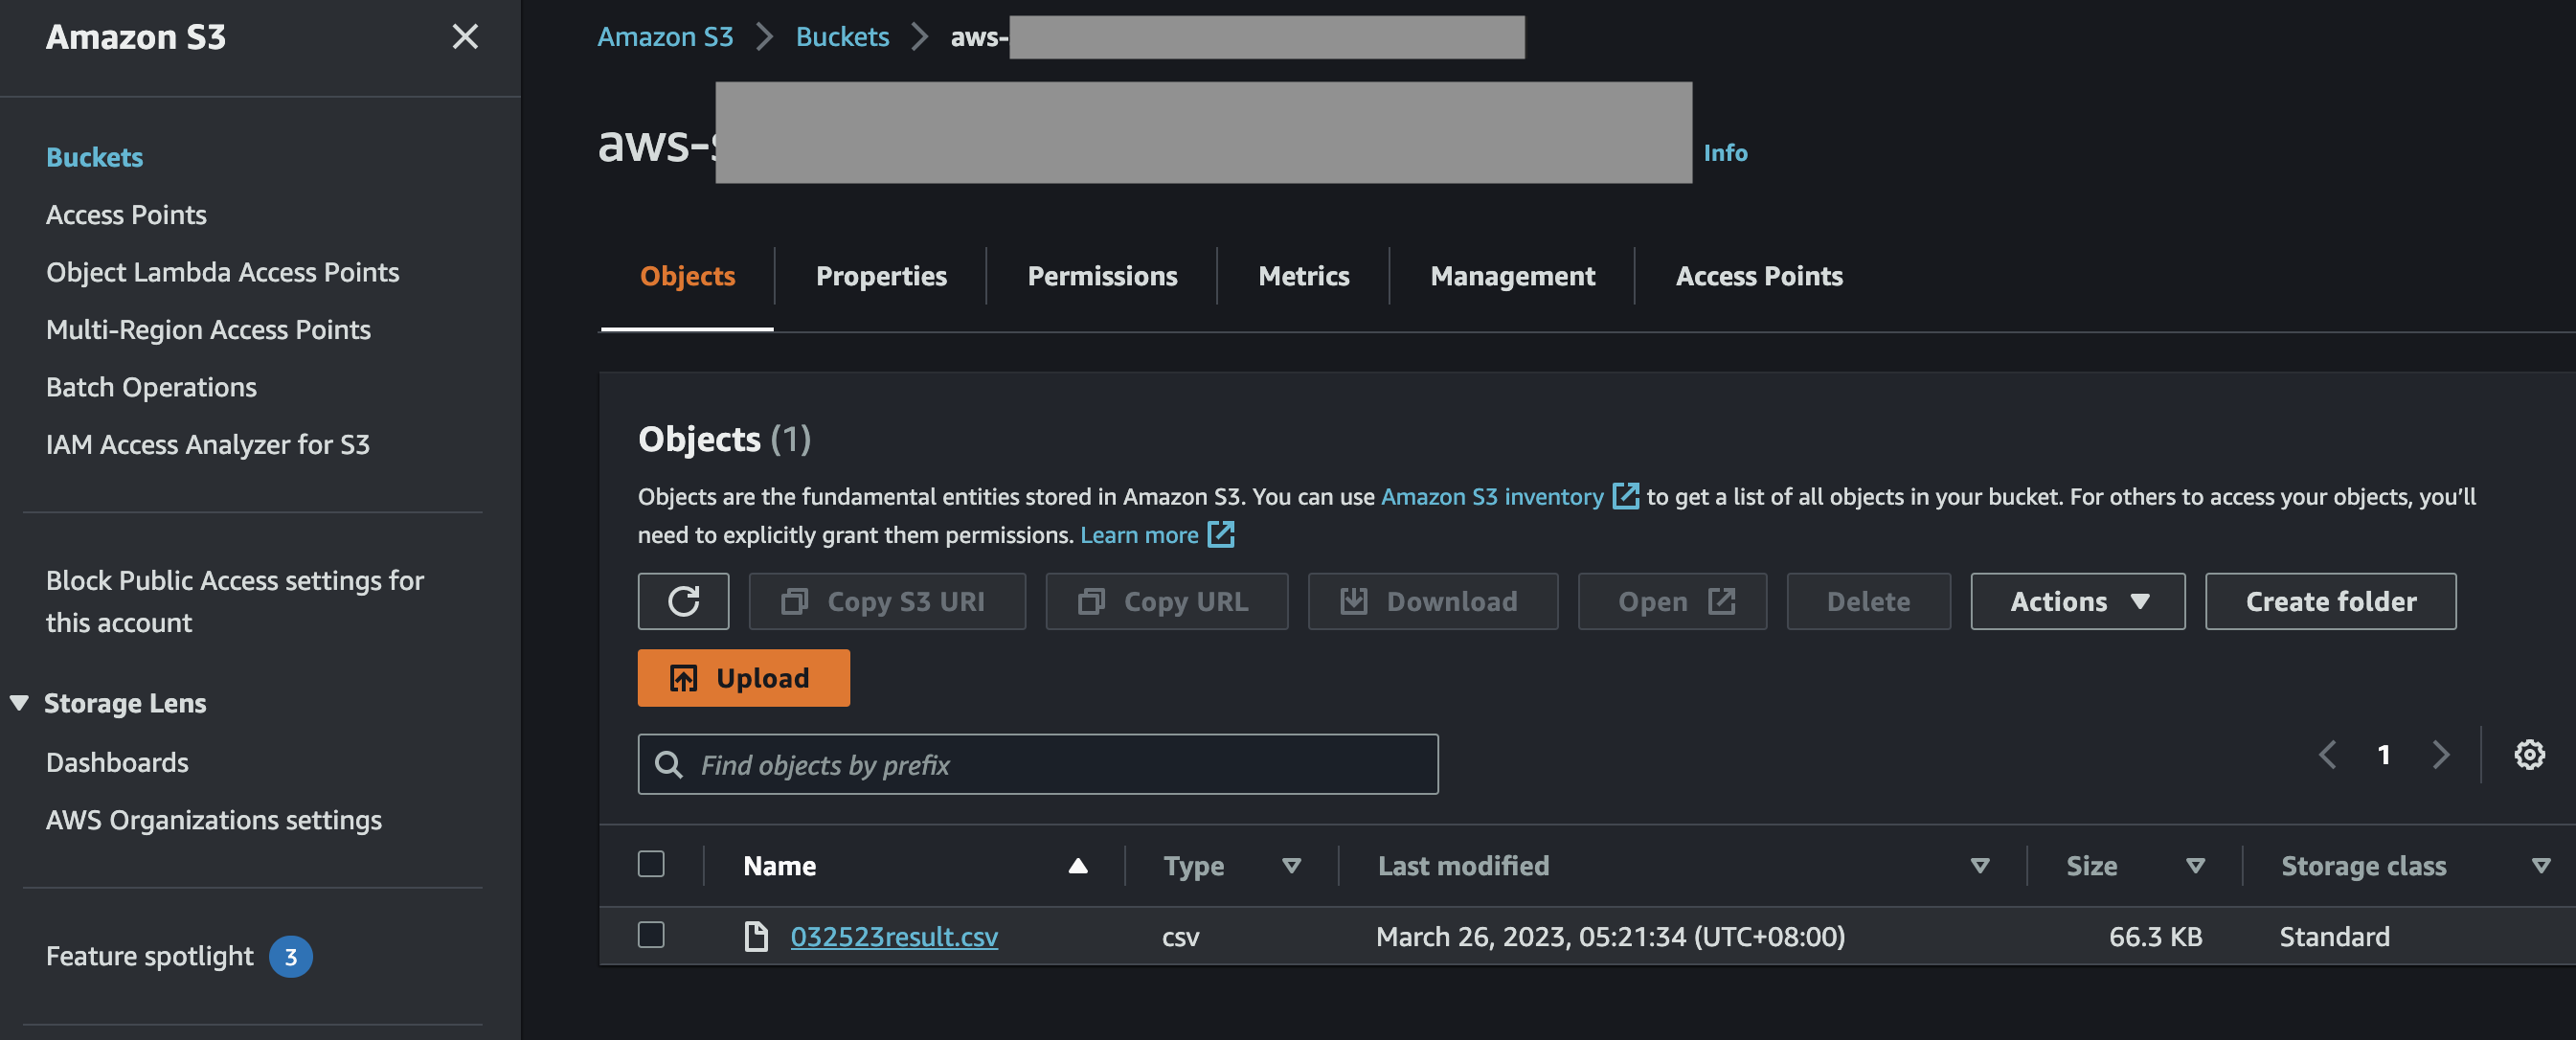 Amazon S3
Buckets
Access Points
Object Lambda Access Points
Multi-Region Access Points
Batch Operations
IAM Access Analyzer for S3
Block Public Access settings for
this account
Storage Lens
Dashboards
AWS Organizations settings
Feature spotlight 3
Amazon S3 Buckets aws-
aws-s Info
Objects Properties Permissions Metrics Management Access Points
Objects (1)
Objects are the fundamental entities stored in Amazon S3. You can use Amazon S3 inventory to get a list of all objects in your bucket. For others to access your objects, you'll
need to explicitly grant them permissions. Learn more
Copy S3 URI Copy URL Download Open Delete Actions Create folder
Upload
Find objects by prefix 1
Name Type Last modified Size Storage class
032523result.csv csv March 26, 2023, 05:21:34 (UTC+08:00) 66.3 KB Standard